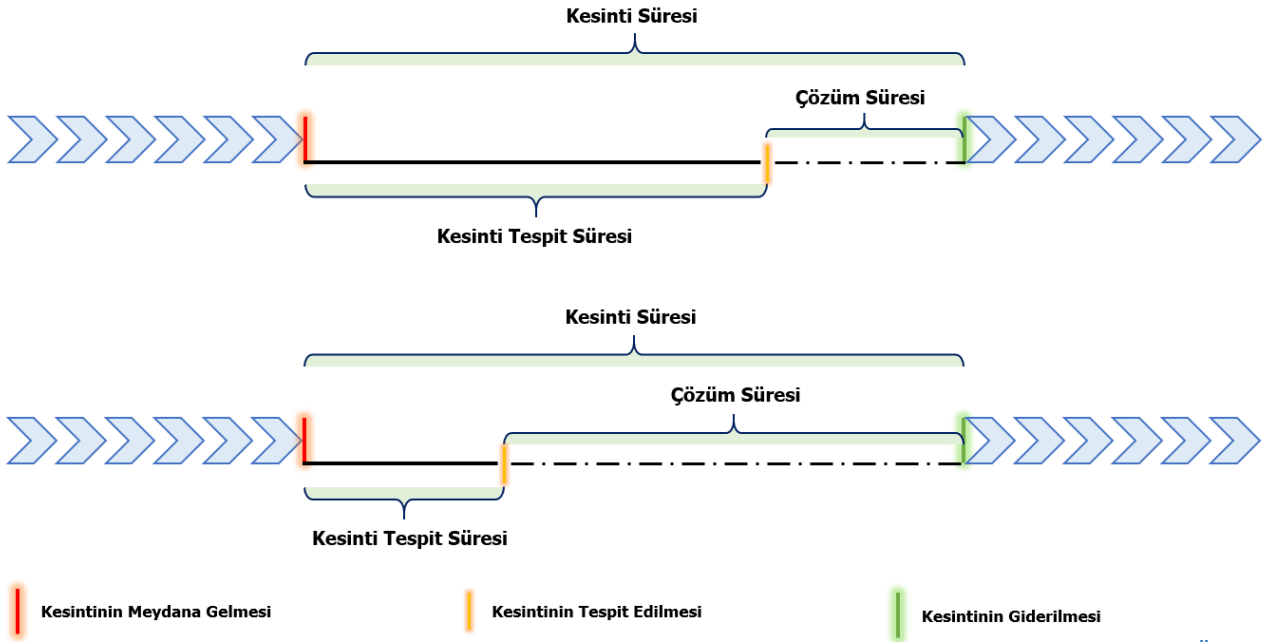 Kesinti Süresi
Çözüm Süresi
Kesinti Tespit Süresi
Kesinti Süresi
Çözüm Süresi
Kesinti Tespit Süresi
Kesintinin Meydana Gelmesi
Kesintinin Tespit Edilmesi
Kesintinin Giderilmesi